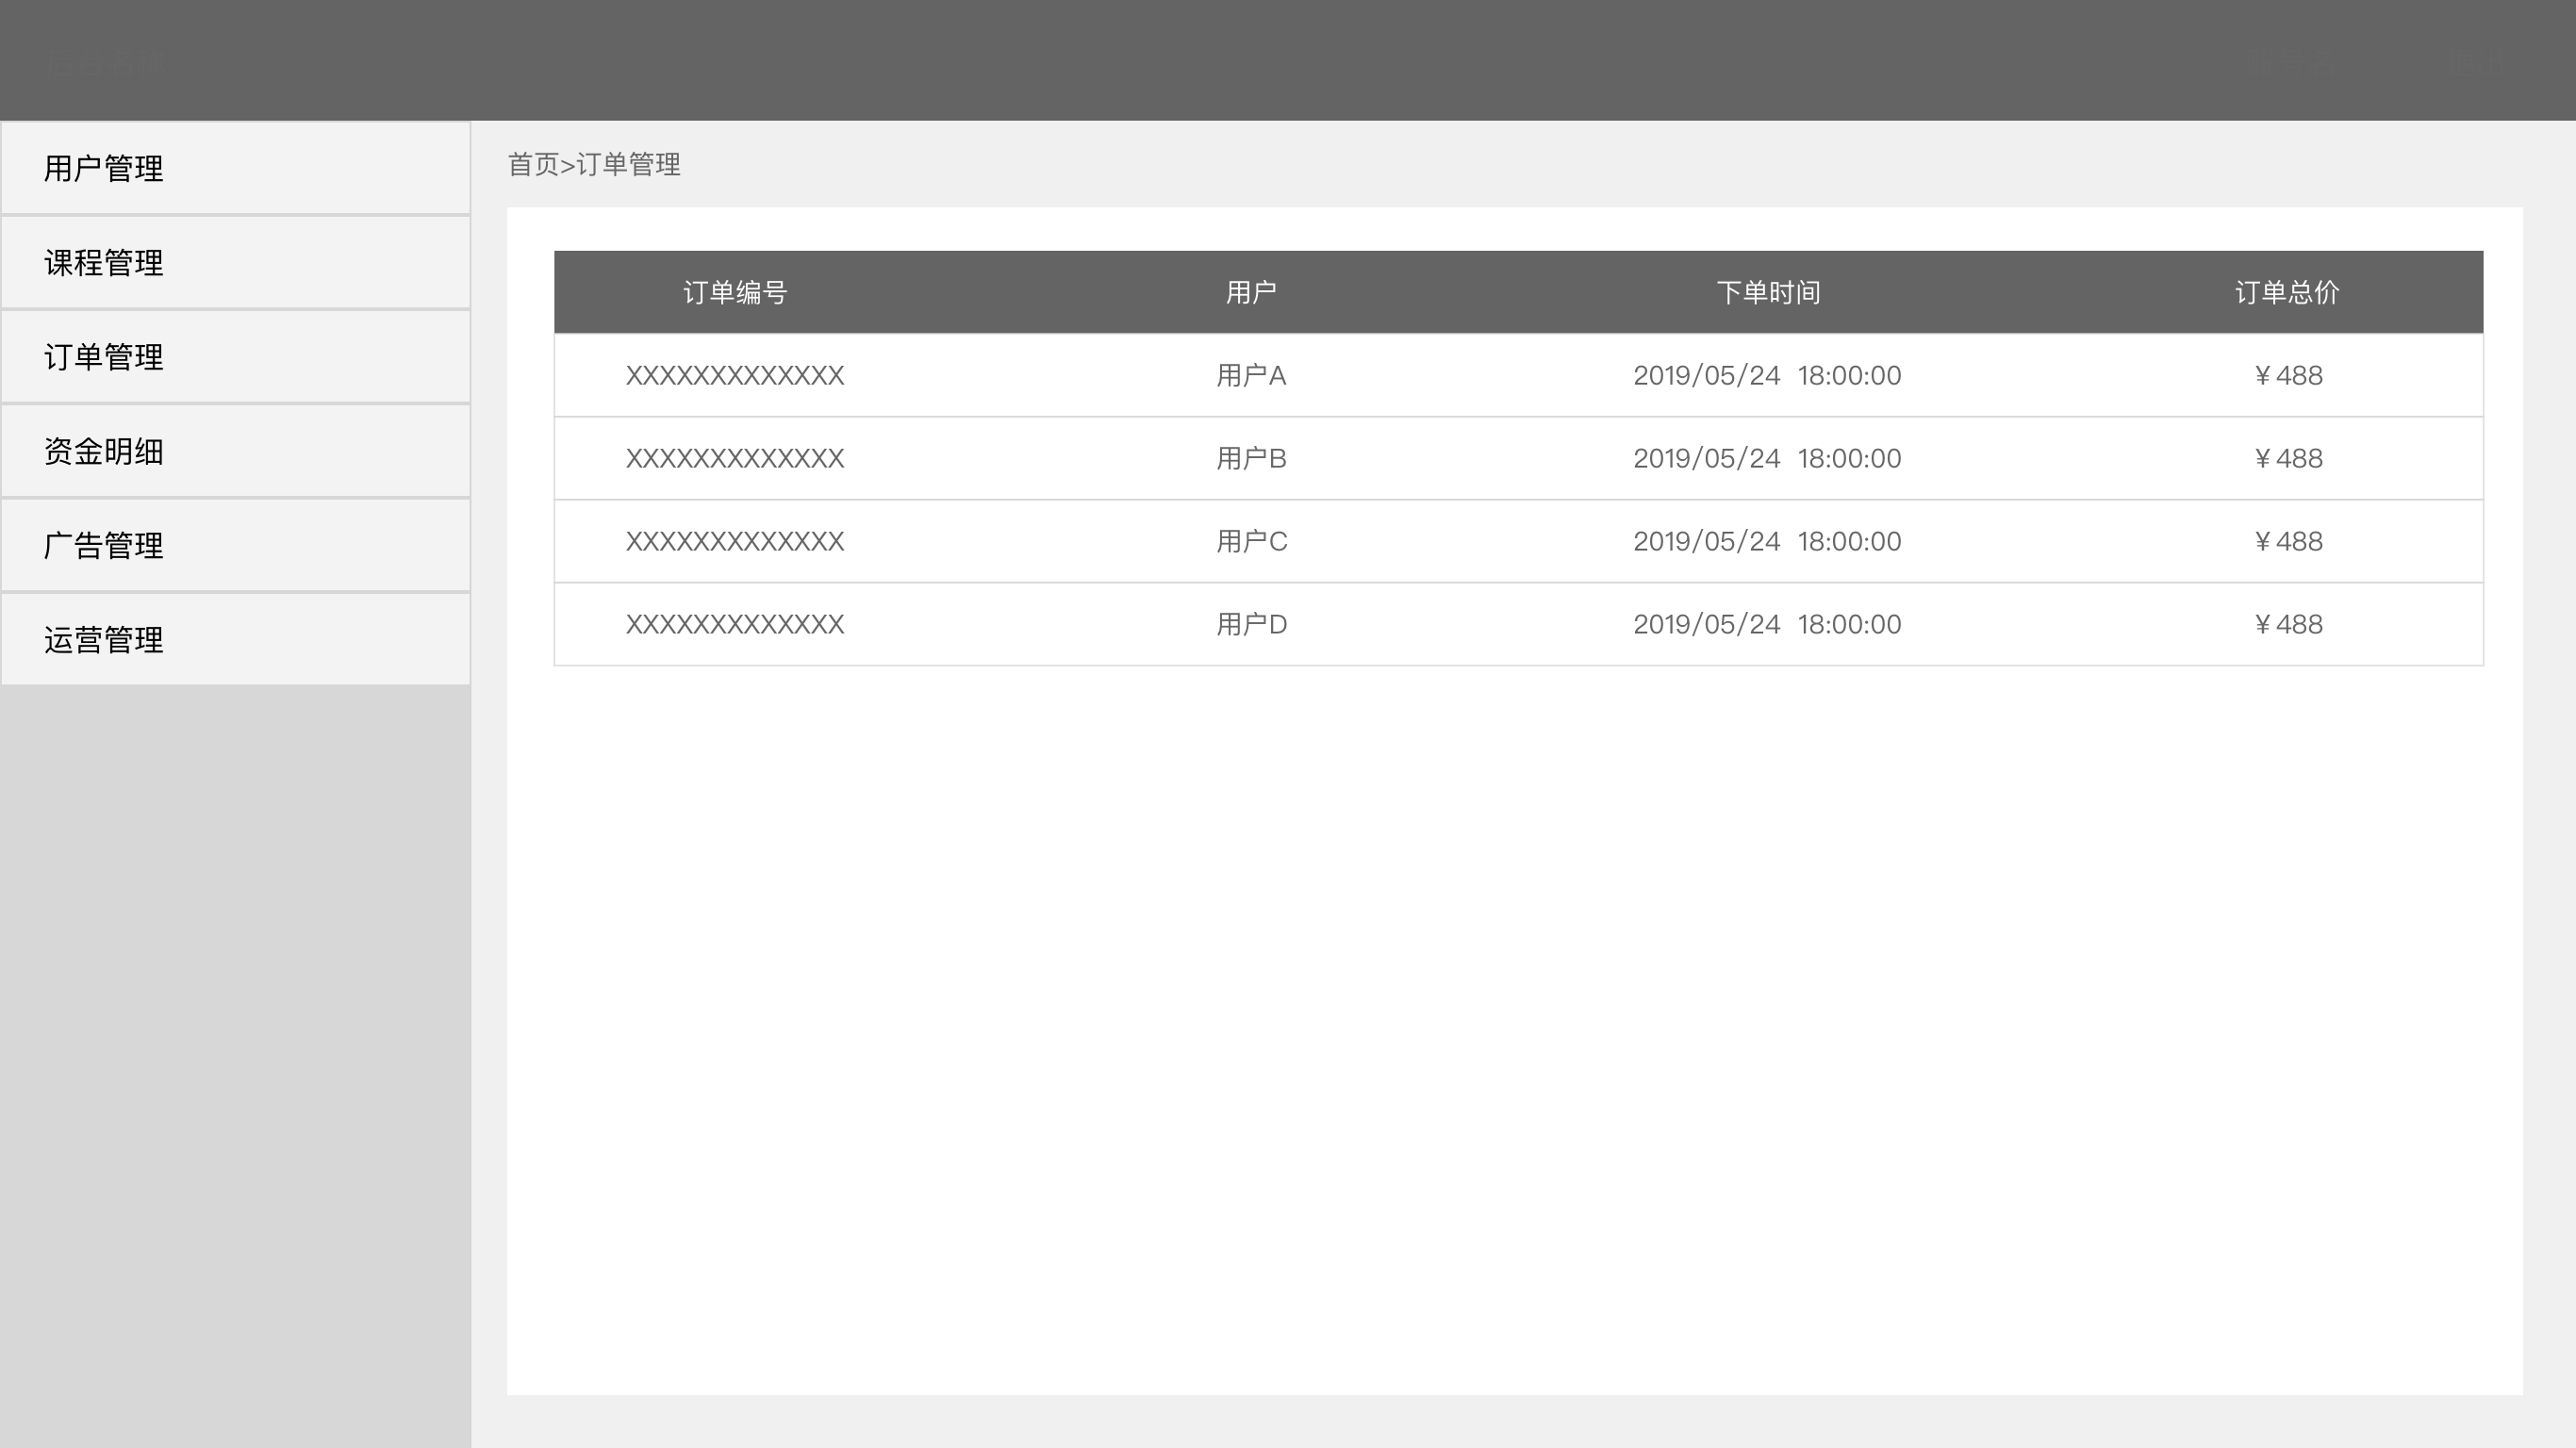 用户管理
课程管理
订单管理
资金明细
广告管理
运营管理
首页>订单管理
订单编号 用户 下单时间 订单总价
XXXXXXXXXXXXX 用户A 2019/05/24 18:00:00 ¥488
XXXXXXXXXXXXX 用户B 2019/05/24 18:00:00 ¥488
XXXXXXXXXXXXX 用户C 2019/05/24 18:00:00 ¥488
XXXXXXXXXXXXX 用户D 2019/05/24 18:00:00 ¥488